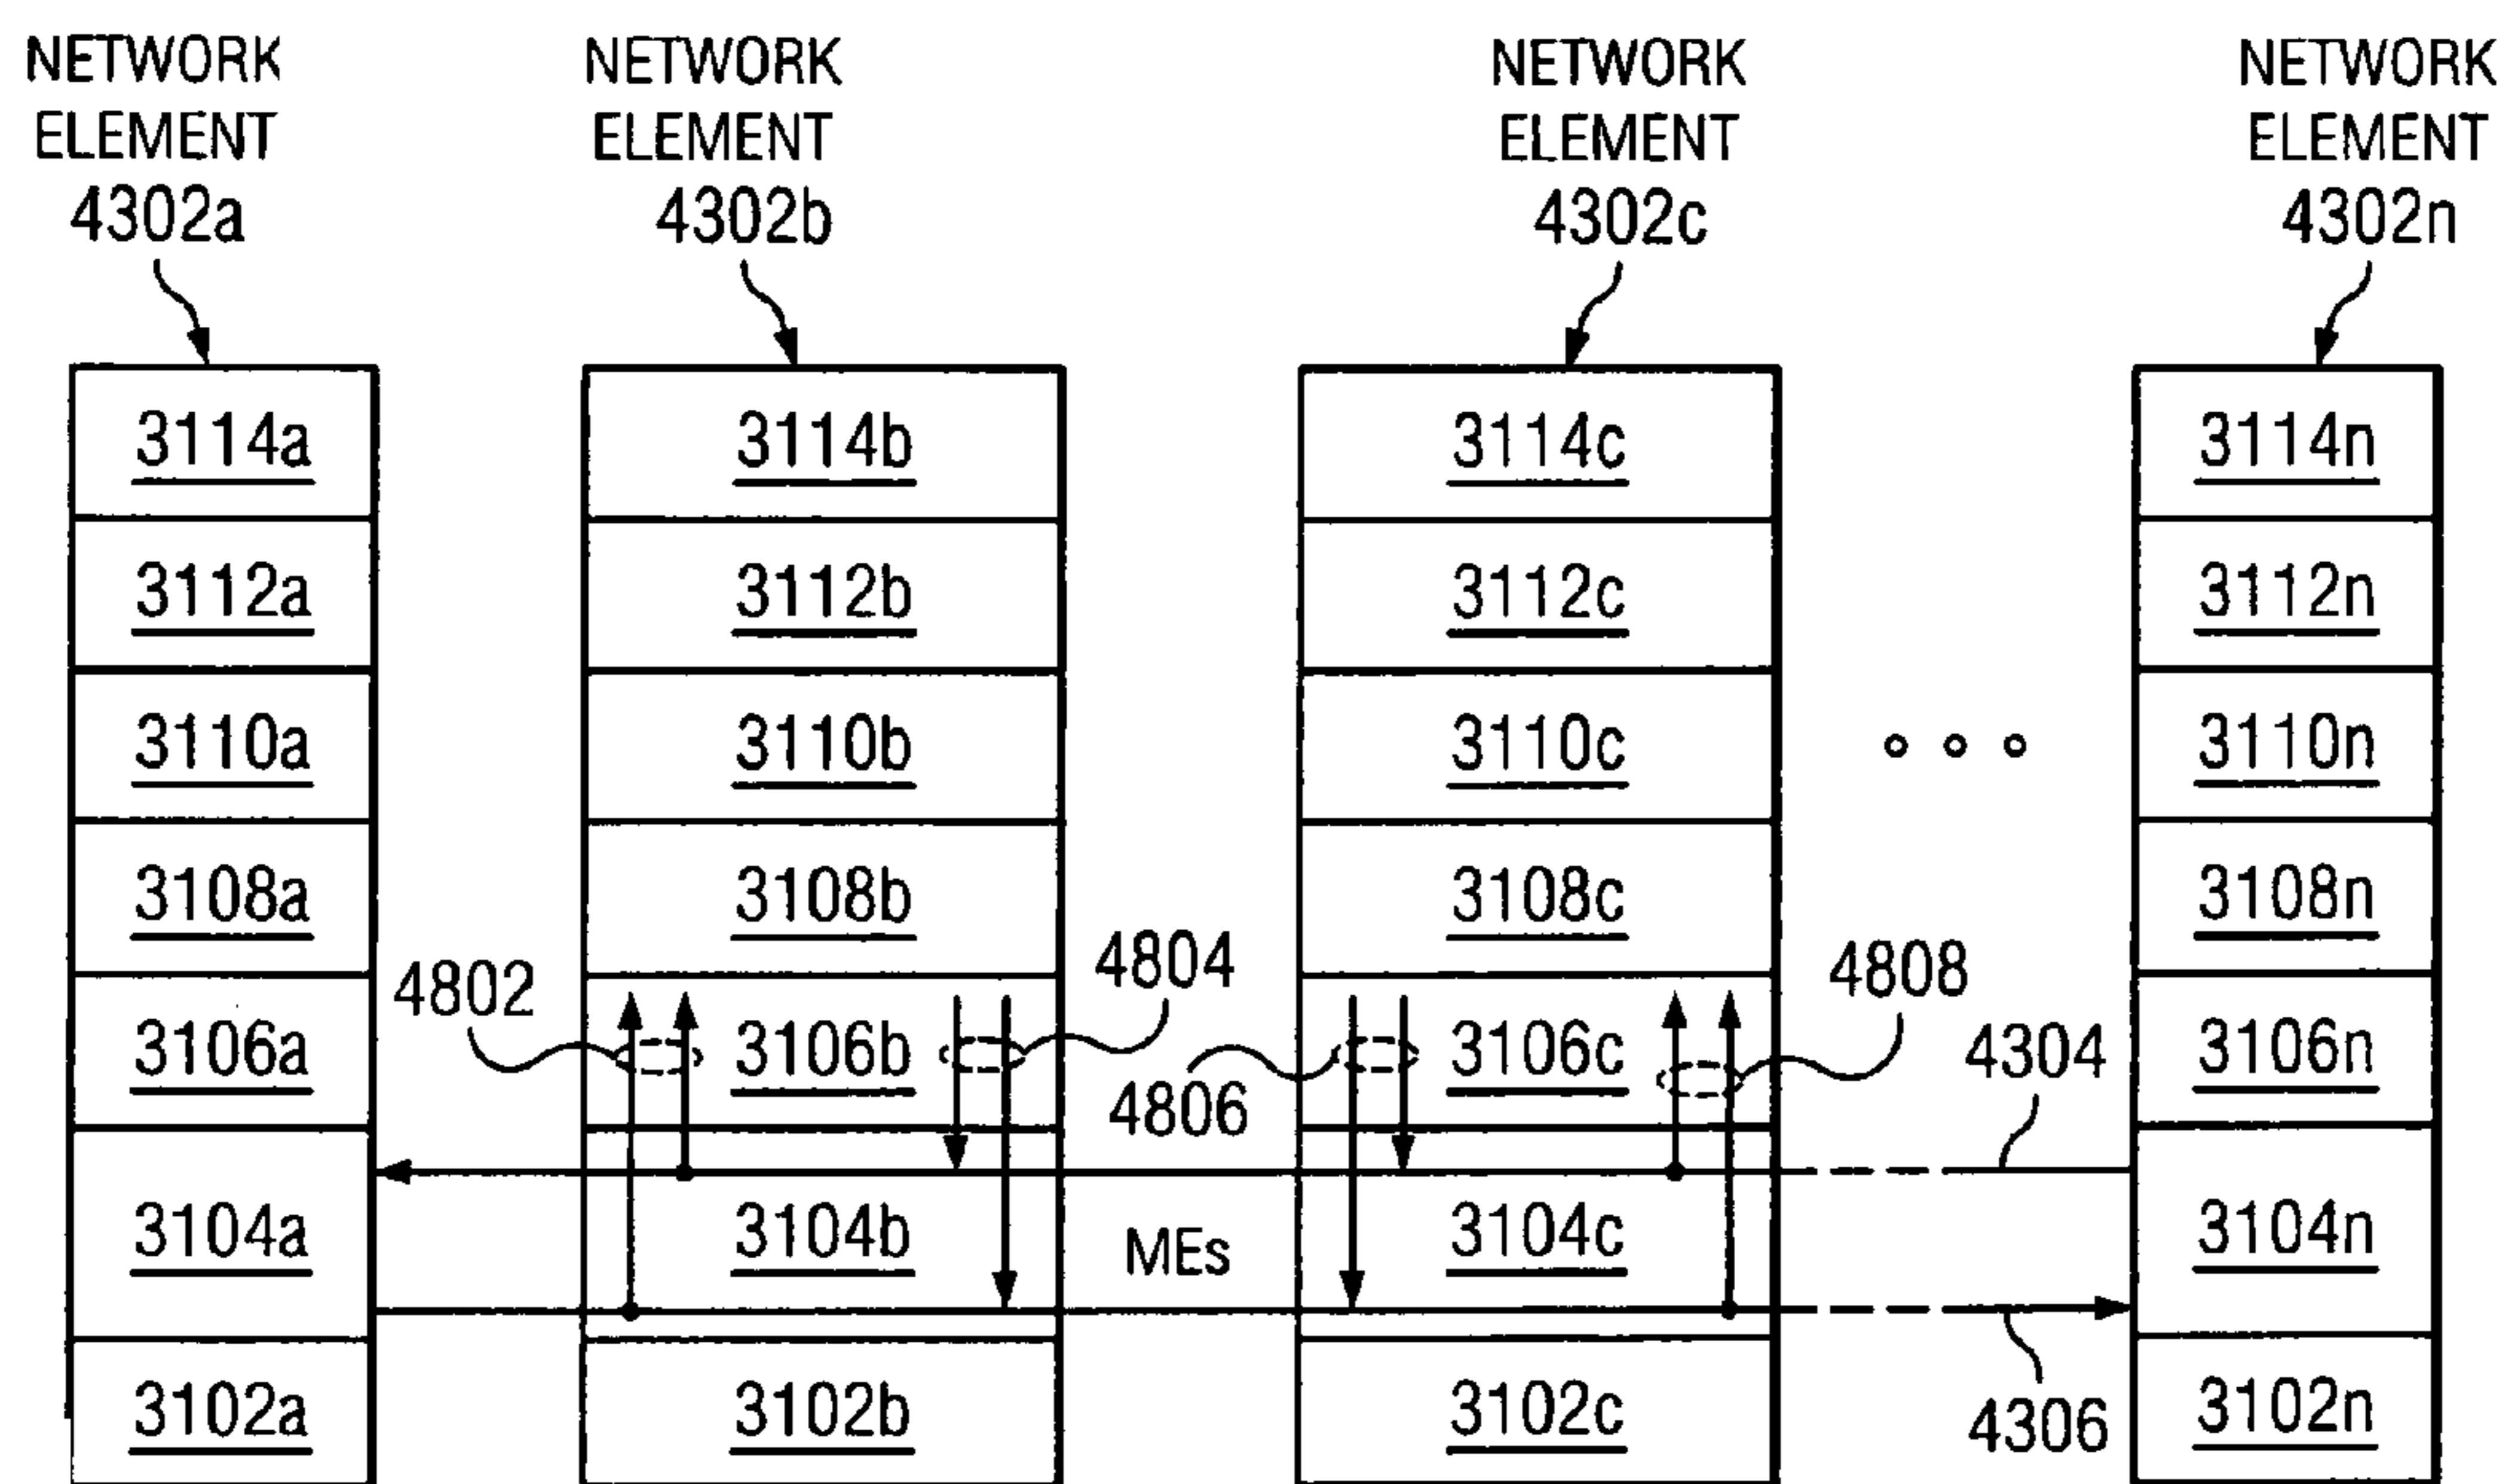 NETWORK
ELEMENT
4302a
NETWORK
ELEMENT
4302b
NETWORK
ELEMENT
4302c
NETWORK
ELEMENT
4302n
3114a
3114b
3114c
3114n
3112a
3112b
3112c
3112n
3110a
3110b
3110c
3110n
3108a
3108b
3108c
3108n
4802
4804
4808
3106a
3106b
4806
3106c
4304
3106n
3104a
3104b
MEs
3104c
3104n
3102a
3102b
3102c
4306
3102n